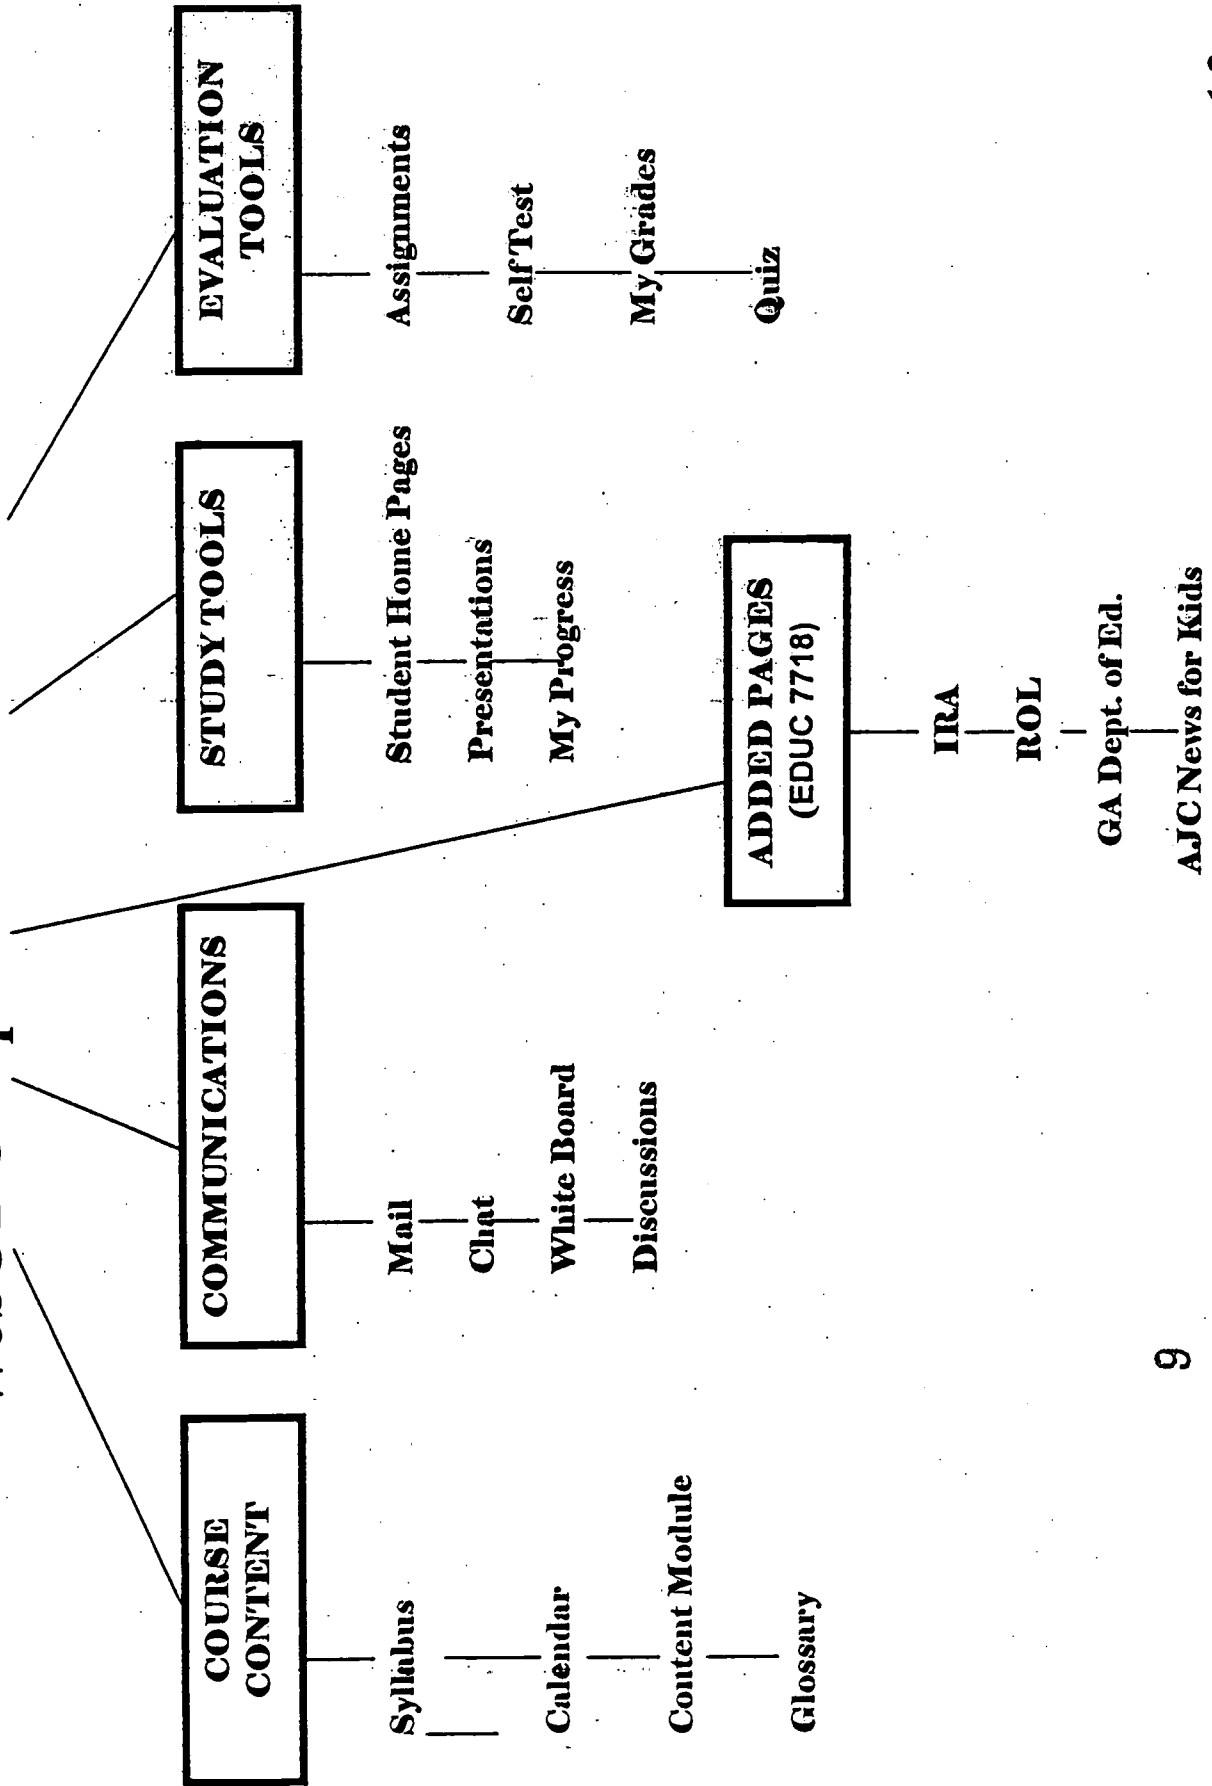 COURSE
CONTENT
Syllabus
Calendar
Content Module
Glossary
COMMUNICATIONS
Mail
Chat
White Board
Discussions
STUDY TOOLS
Student Home Pages
Presentations
My Progress
EVALUATION
TOOLS
Assignments
Self Test
My Grades
Quiz
ADDED PAGES
(EDUC 7718)
IRA
ROL
GA Dept. of Ed.
AJC News for Kids
9